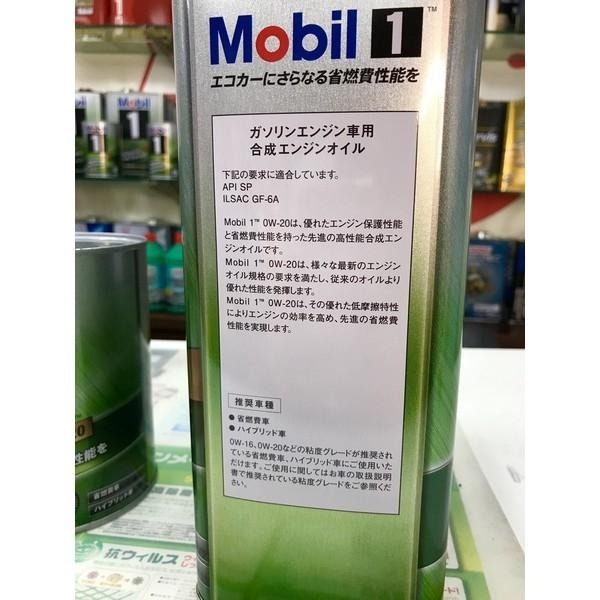 Mobil 1™
エコカーにさらなる省燃費性能を
ガソリンエンジン車用
合成エンジンオイル
下記の要求に適合しています。
API SP
ILSAC GF-6A
Mobil 1™ 0W-20は、優れたエンジン保護性能
と省燃費性能を持った先進の高性能合成エン
ジンオイルです。
Mobil 1™ 0W-20は、様々な最新のエンジン
オイル規格の要求を満たし、従来のオイルより
優れた性能を発揮します。
Mobil 1™ 0W-20は、その優れた低摩擦特性
によりエンジンの効率を高め、先進の省燃費
性能を実現します。
推奨車種
● 省燃費車
● ハイブリッド車
0W-16、0W-20などの粘度グレードが推奨され
ている省燃費車、ハイブリッド車にご使用いた
だけます。ご使用に関してはお車の取扱説明
書で推奨されている粘度グレードをご参照くだ
さい。
Mobil
1
20
性能を
省燃費車
ハイブリッド車
抗ウィルス